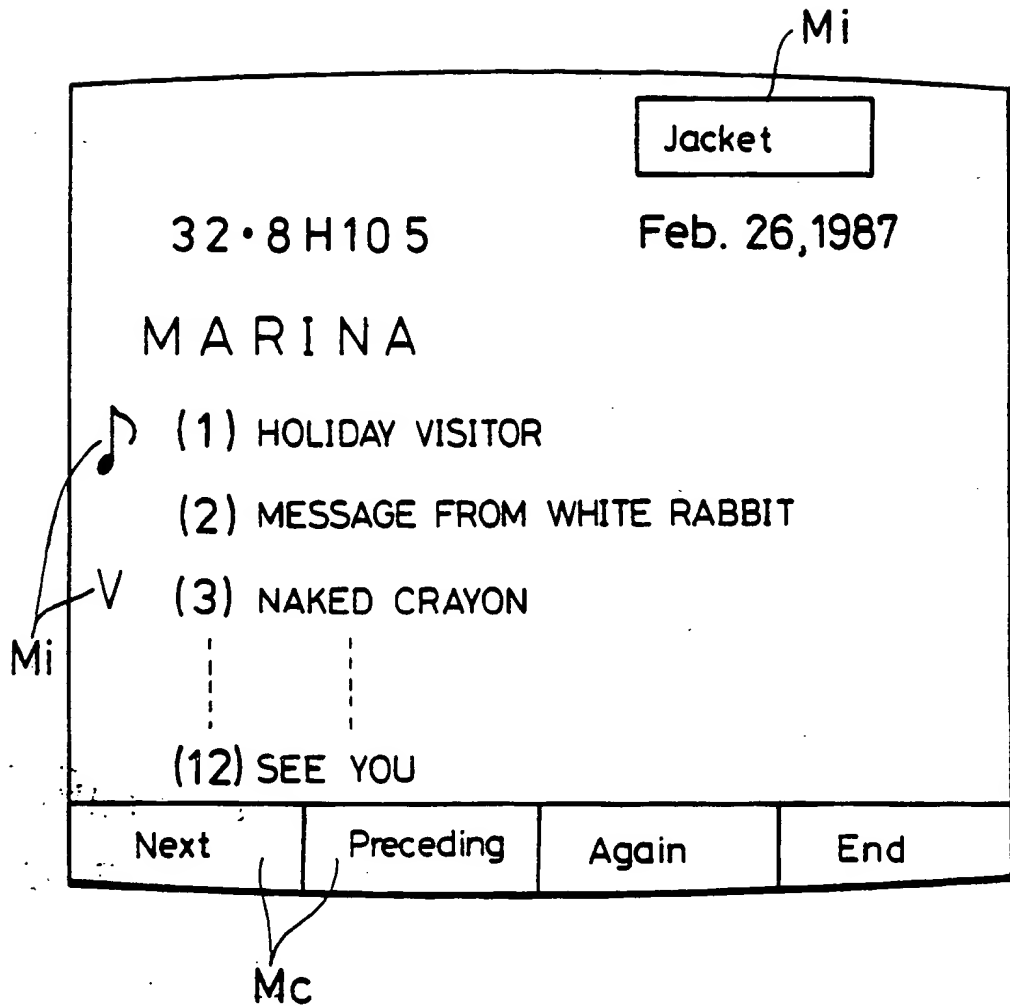 Mi
Jacket
32·8H105 Feb. 26,1987
MARINA
(1) HOLIDAY VISITOR
(2) MESSAGE FROM WHITE RABBIT
V (3) NAKED CRAYON
Mi
(12) SEE YOU
Next Preceding Again End
Mc